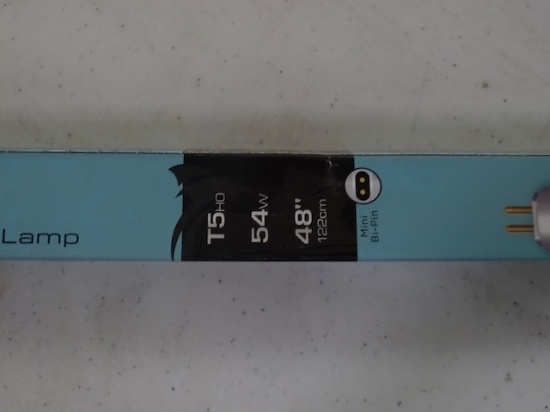 Lamp
T5HO
54W
48"
122cm
Mini
Bi-Pin